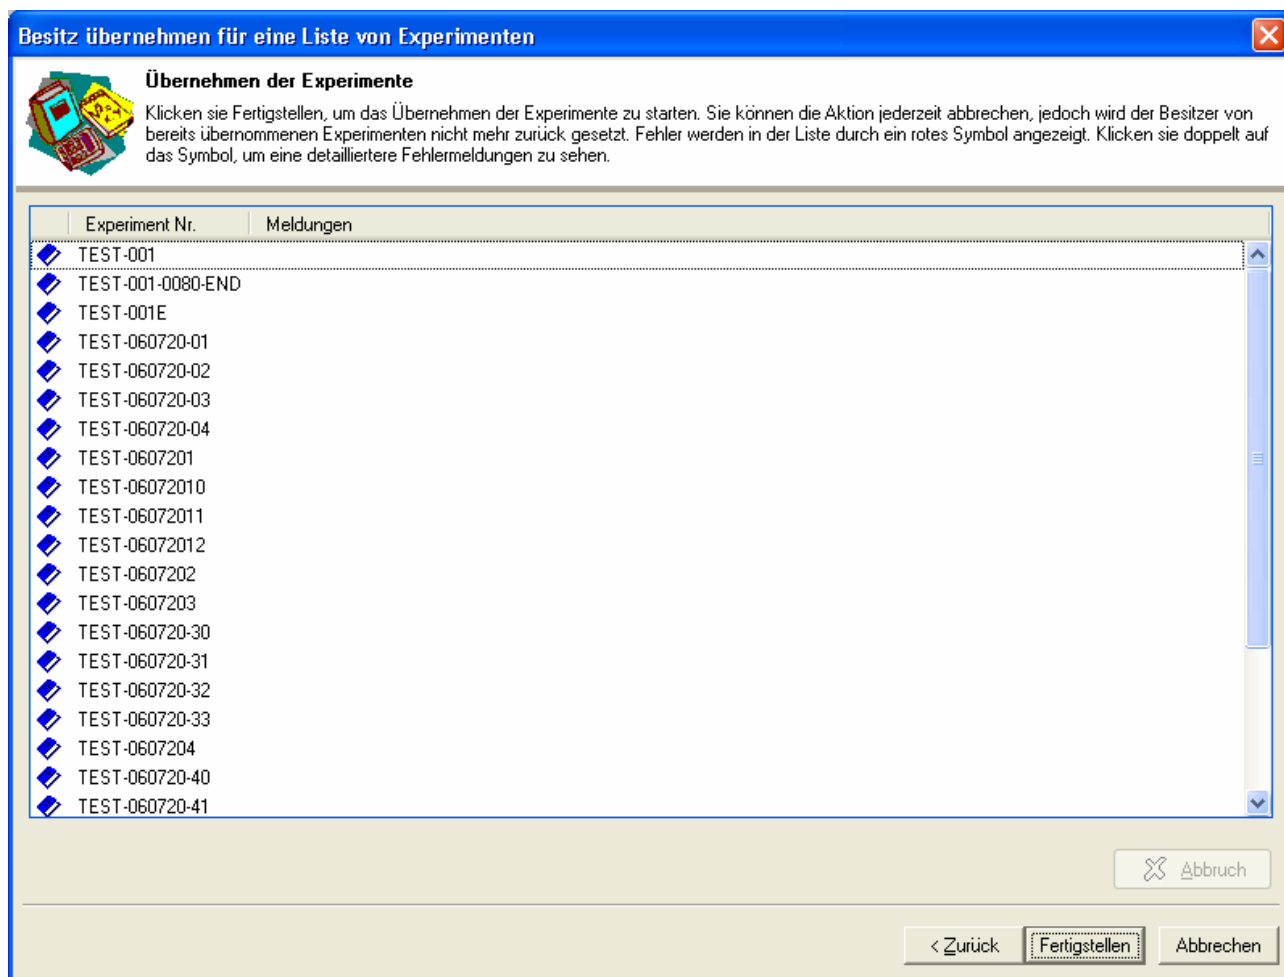 Besitz übernehmen für eine Liste von Experimenten
Übernehmen der Experimente
Klicken sie Fertigstellen, um das Übernehmen der Experimente zu starten. Sie können die Aktion jederzeit abbrechen, jedoch wird der Besitzer von
bereits übernommenen Experimenten nicht mehr zurück gesetzt. Fehler werden in der Liste durch ein rotes Symbol angezeigt. Klicken sie doppelt auf
das Symbol, um eine detailliertere Fehlermeldungen zu sehen.
Experiment Nr. Meldungen
TEST-001
TEST-001-0080-END
TEST-001E
TEST-060720-01
TEST-060720-02
TEST-060720-03
TEST-060720-04
TEST-0607201
TEST-06072010
TEST-06072011
TEST-06072012
TEST-0607202
TEST-0607203
TEST-060720-30
TEST-060720-31
TEST-060720-32
TEST-060720-33
TEST-0607204
TEST-060720-40
TEST-060720-41
Abbruch
< Zurück Fertigstellen Abbrechen